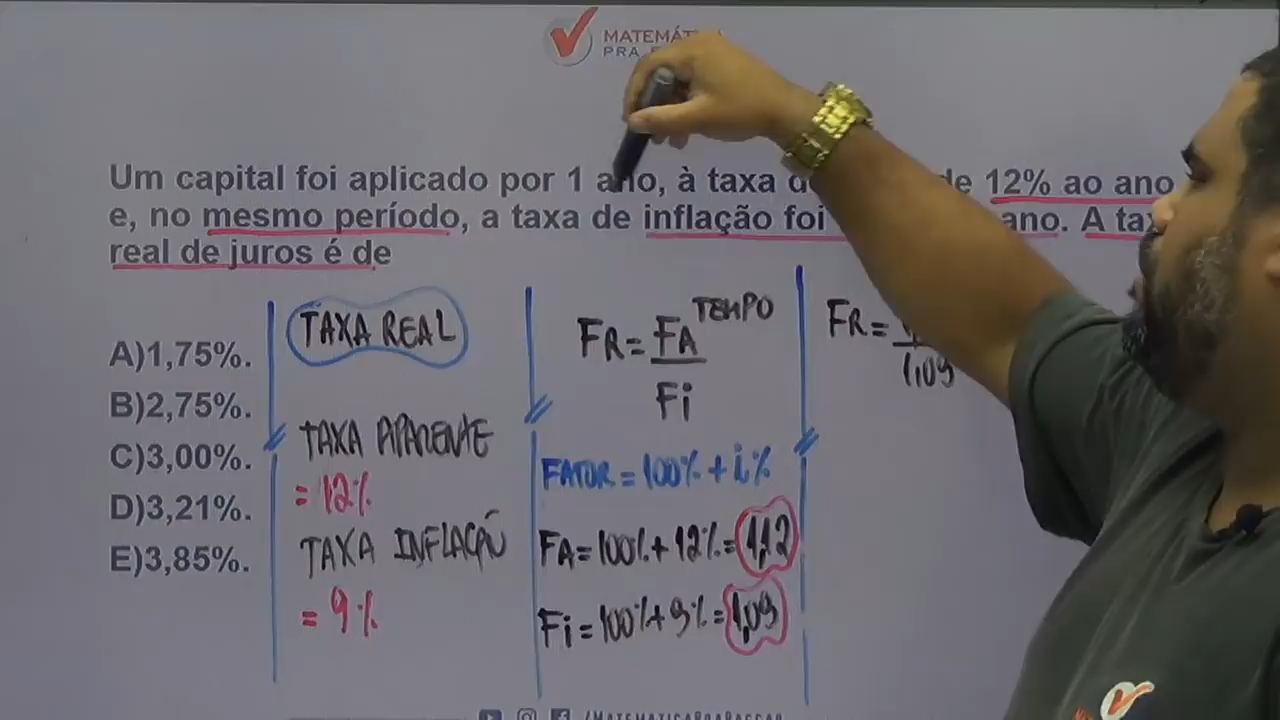 MATEMÁT
PRA
Um capital foi aplicado por 1 ano, à taxa de 12% ao ano
e, no mesmo período, a taxa de inflação foi ano. A tax
real de juros é de
A)1,75%.
B)2,75%.
C)3,00%.
D)3,21%.
E)3,85%.
TAXA REAL
TAXA APARENTE
= 12%
TAXA INFLAÇÃO
= 9%
FR = FA TEMPO
Fi
FATOR = 100% + i%
FA = 100% + 12% = 1,12
Fi = 100% + 9% = 1,09
FR =
1,09
/MATEMATICAPRAPASSAR